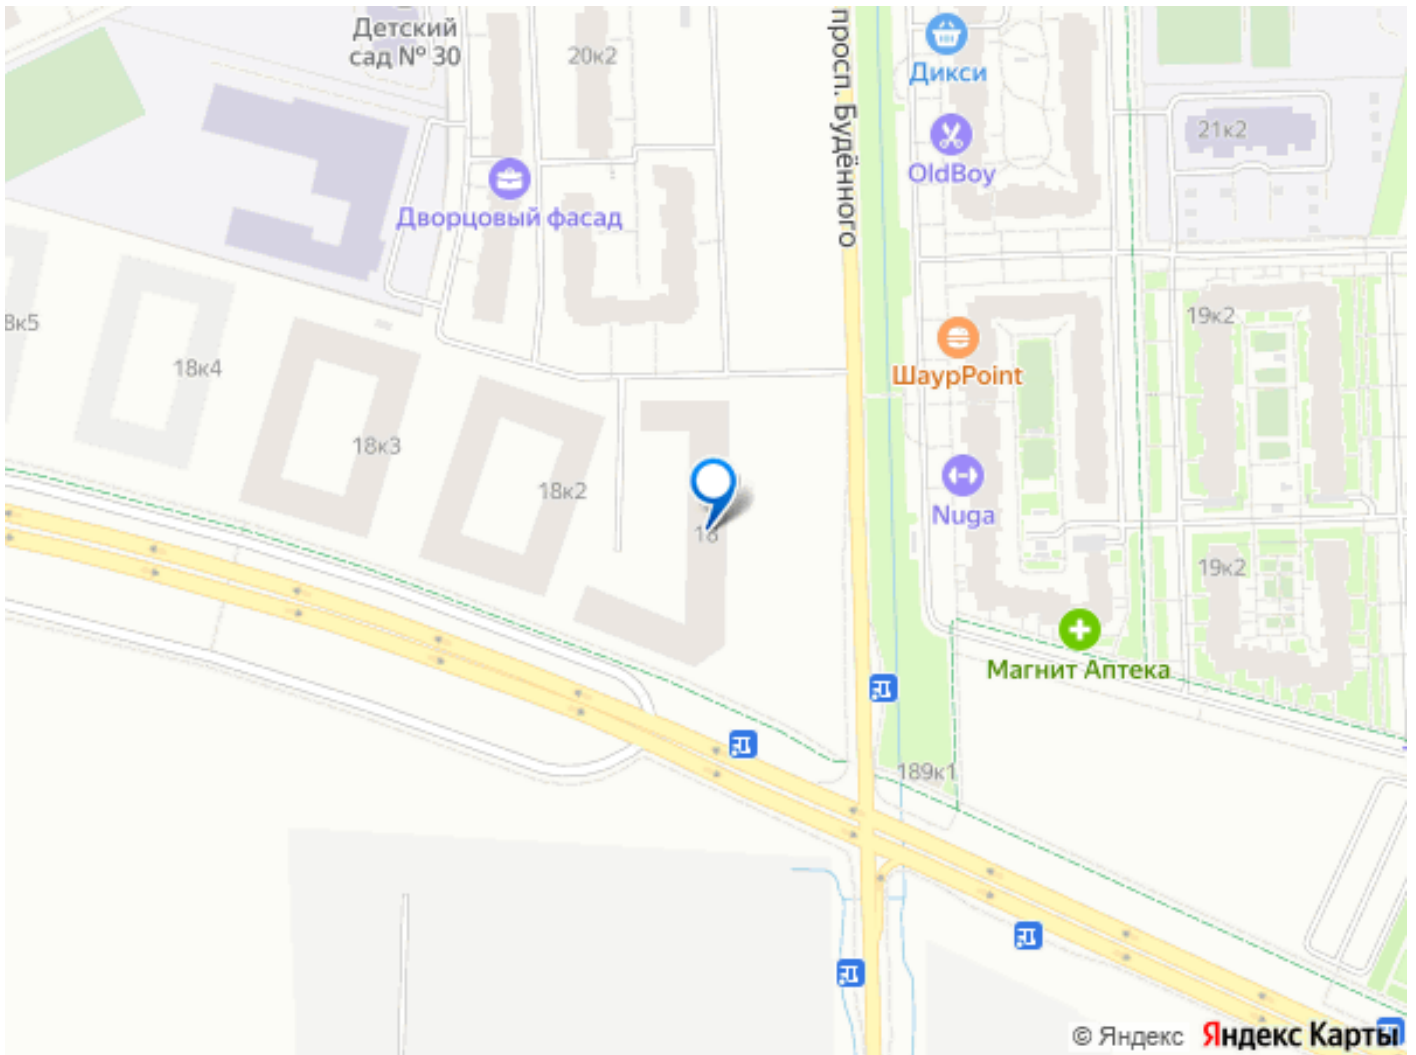 Детский
сад № 30
20к2
просп. Будённого
Дикси
OldBoy
21к2
Дворцовый фасад
8к5
18к4
18к3
18к2
18
ШаурPoint
19к2
Nuga
19к2
Магнит Аптека
189к1
© Яндекс Яндекс Карты